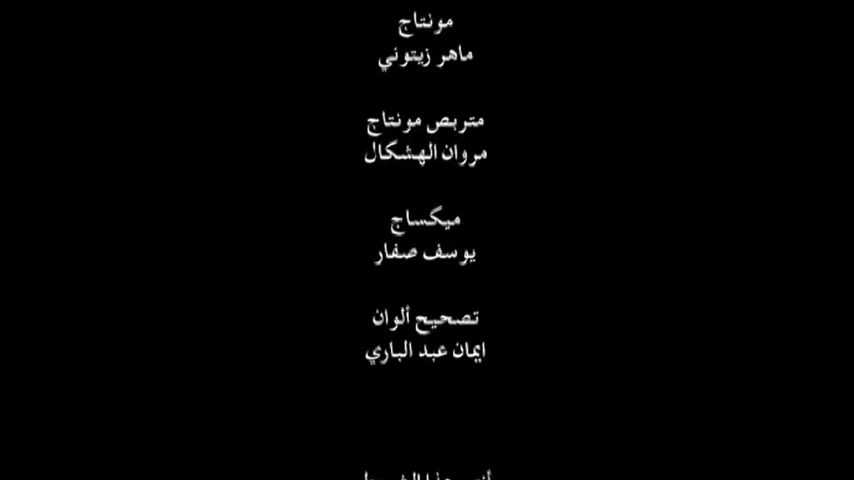 مونتاج
ماهر زيتوني
متربص مونتاج
مروان الهشكال
ميكساج
يوسف صفار
تصحيح ألوان
ايمان عبد الباري